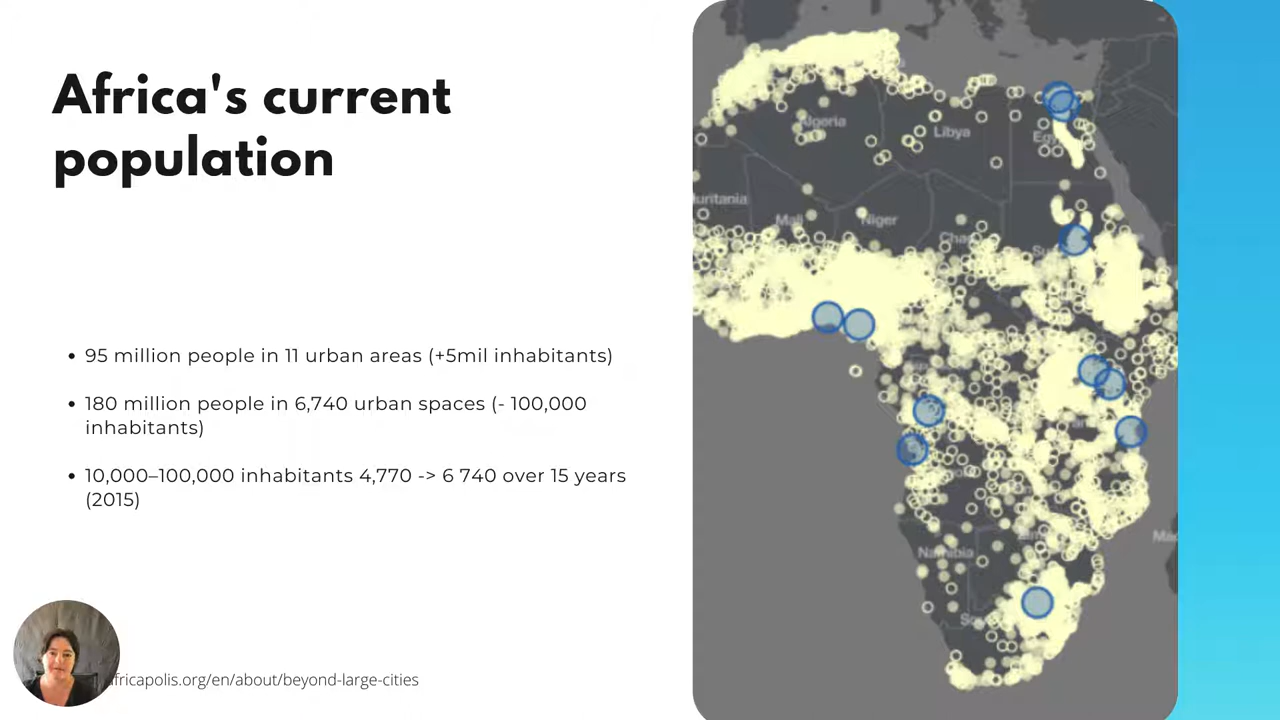 Africa's current
population
• 95 million people in 11 urban areas (+5mil inhabitants)
• 180 million people in 6,740 urban spaces (- 100,000
inhabitants)
• 10,000–100,000 inhabitants 4,770 -> 6 740 over 15 years
(2015)
africapolis.org/en/about/beyond-large-cities
Algeria
Libya
Mali
Niger
Namibia